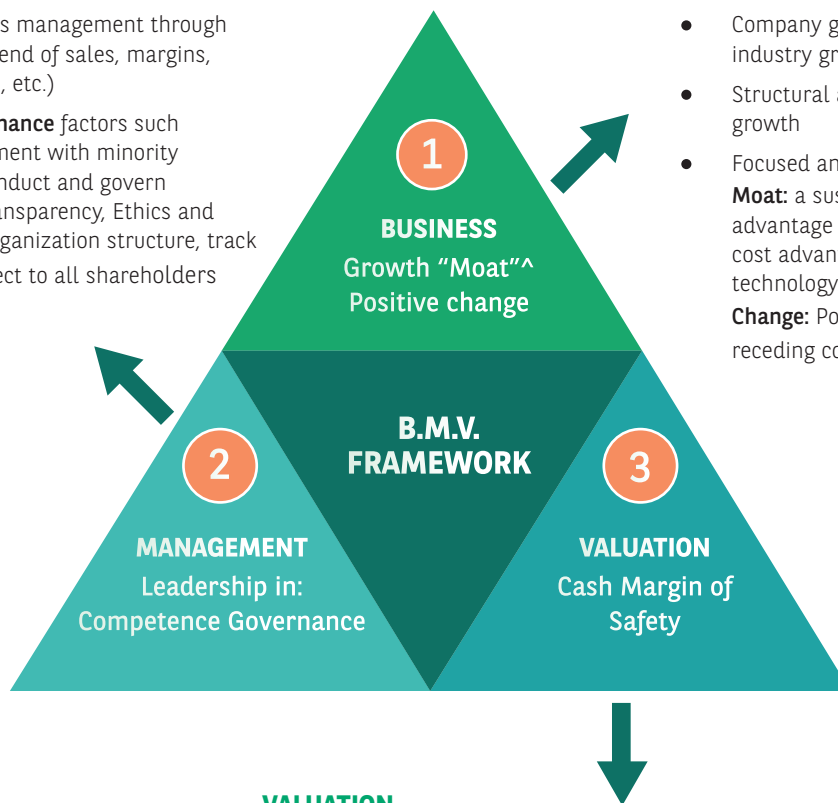 s management through
end of sales, margins,
, etc.)
nance factors such
ment with minority
nduct and govern
ansparency, Ethics and
ganization structure, track
ect to all shareholders
● Company g
industry gr
● Structural
growth
● Focused an
Moat: a sus
advantage
cost advan
technology
Change: Po
receding co
1
BUSINESS
Growth “Moat”^
Positive change
B.M.V.
FRAMEWORK
2
MANAGEMENT
Leadership in:
Competence Governance
3
VALUATION
Cash Margin of
Safety
VALUATION